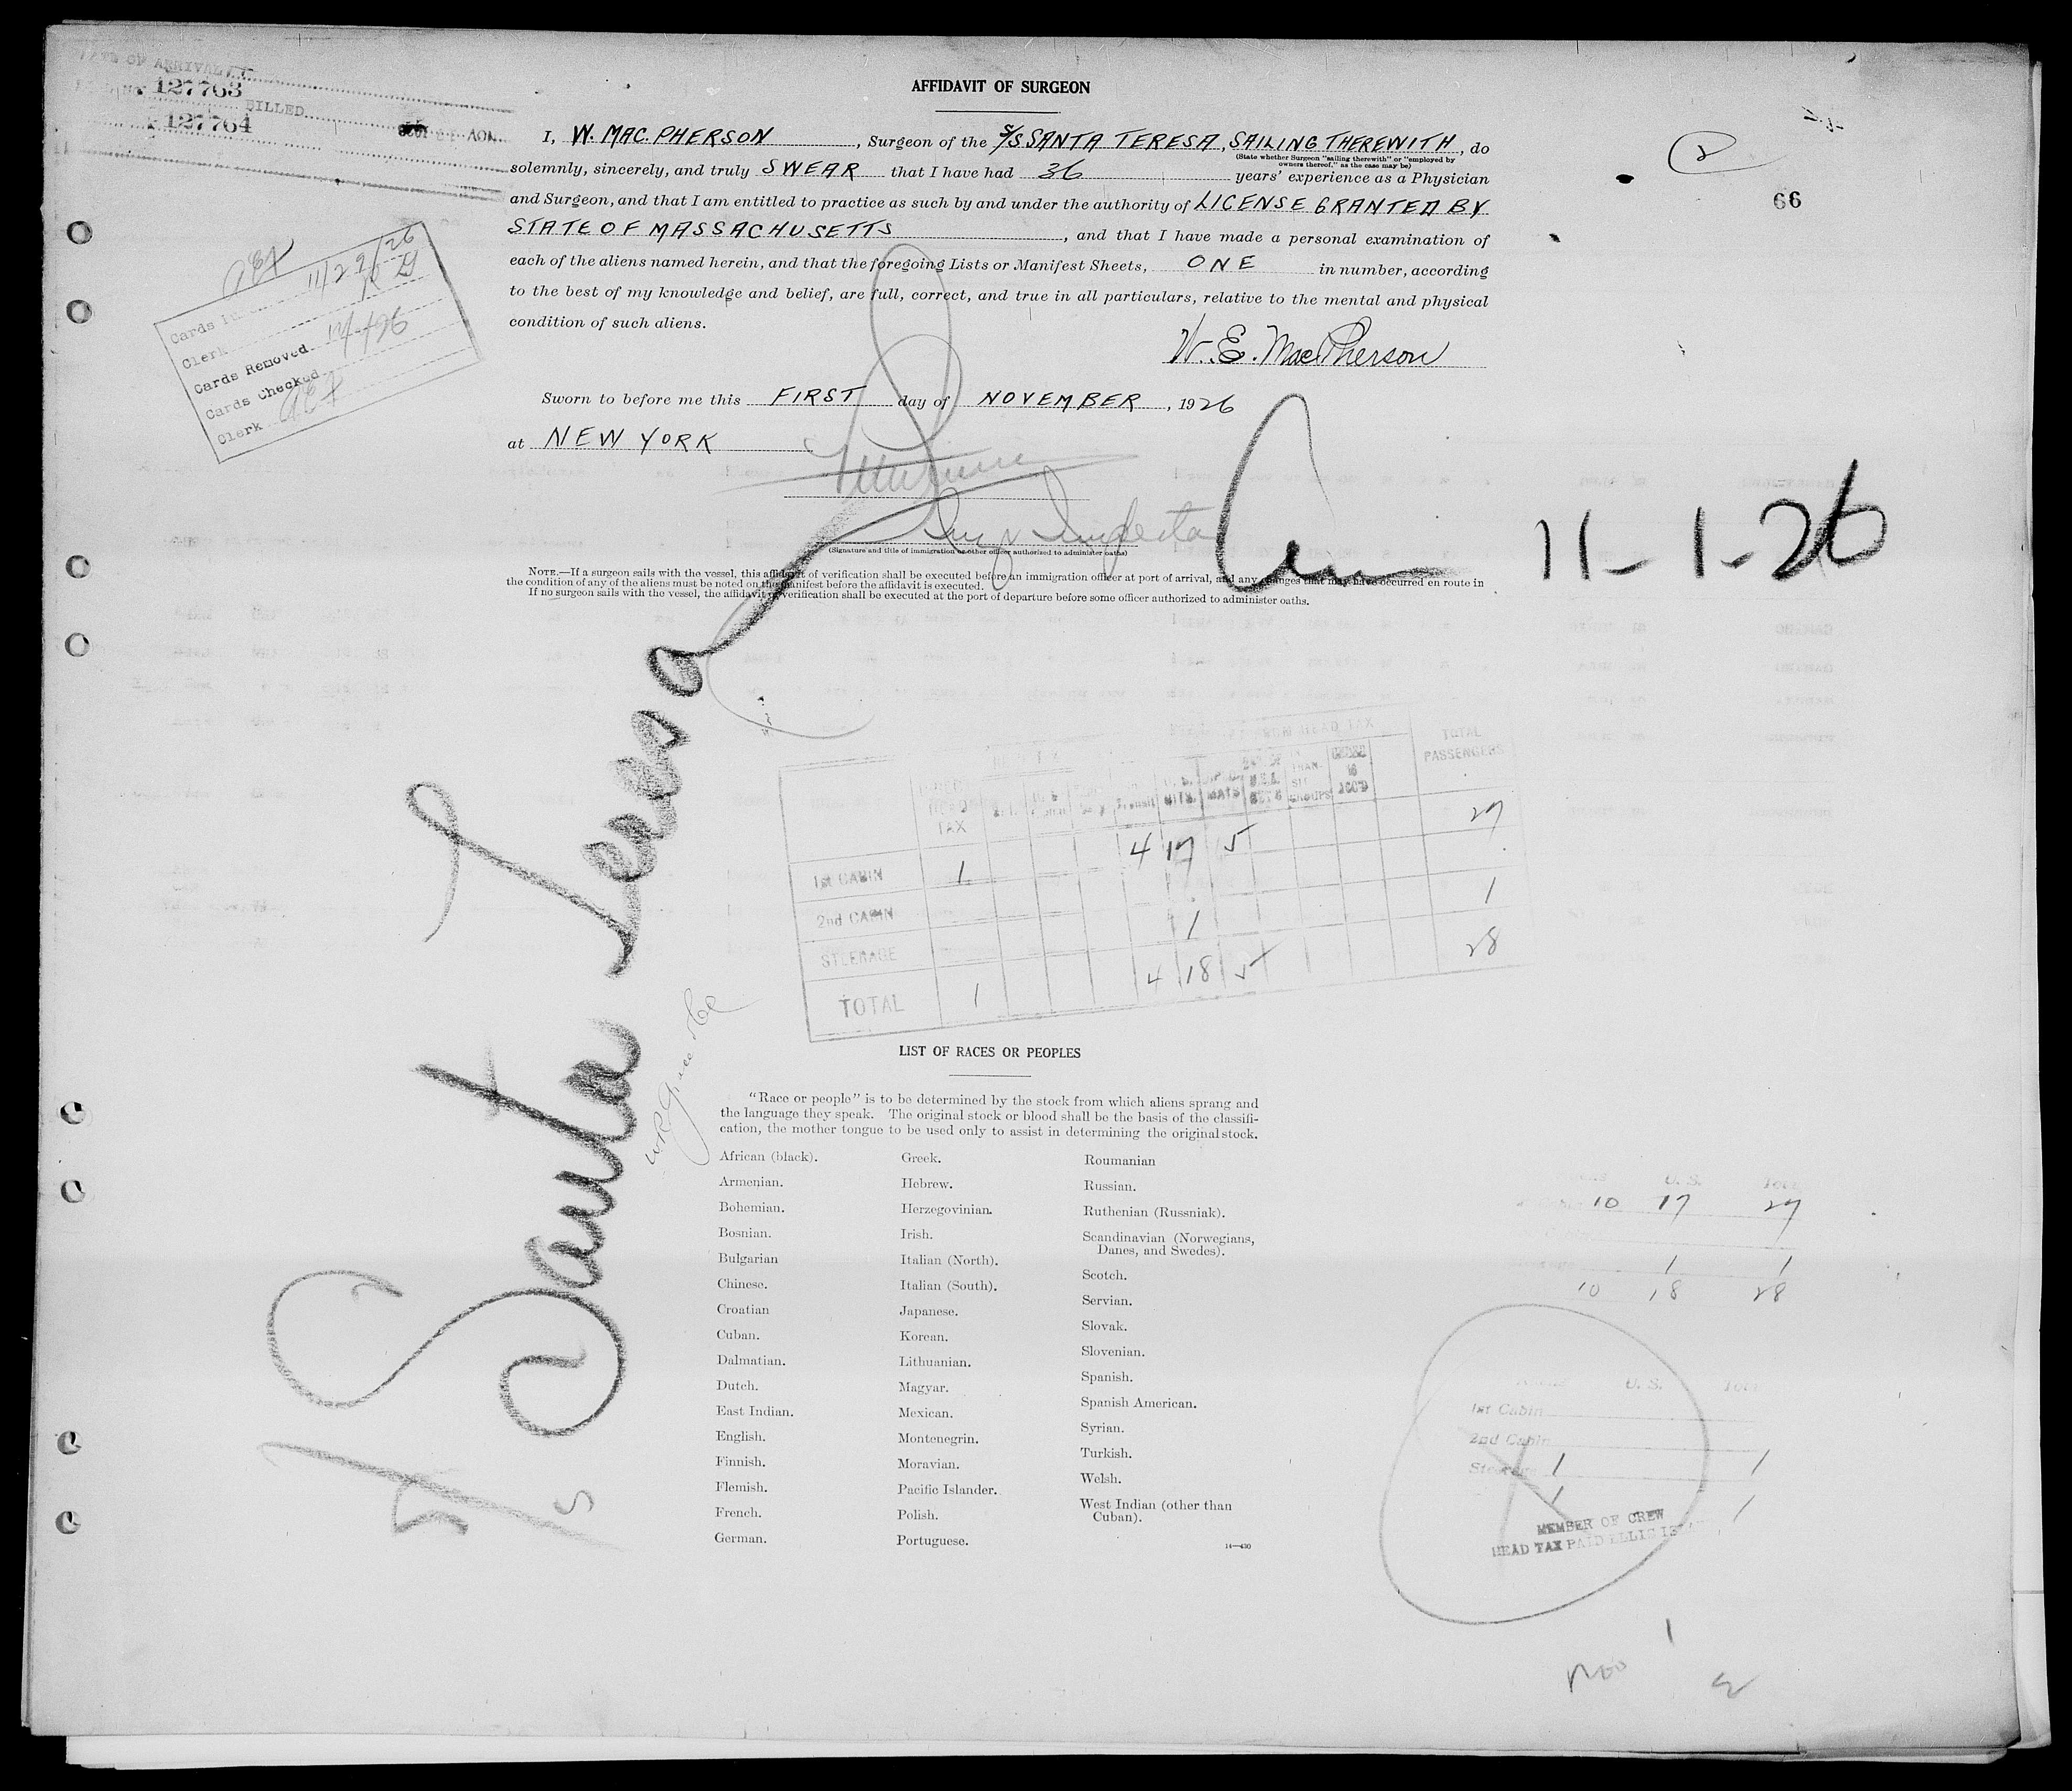 DATE OF ARRIVAL
127763
BILLED
127764
AFFIDAVIT OF SURGEON
I, W. MAC. PHERSON, Surgeon of the S/S SANTA TERESA, SAILING THEREWITH, do
(State whether Surgeon "sailing therewith" or "employed by
owners thereof," as the case may be)
solemnly, sincerely, and truly SWEAR that I have had 36 years' experience as a Physician
and Surgeon, and that I am entitled to practice as such by and under the authority of LICENSE GRANTED BY
STATE OF MASSACHUSETTS, and that I have made a personal examination of
each of the aliens named herein, and that the foregoing Lists or Manifest Sheets, ONE in number, according
to the best of my knowledge and belief, are full, correct, and true in all particulars, relative to the mental and physical
condition of such aliens.
W. E. MacPherson
2
66
11/29/26
Clerk
Cards Removed
Cards Checked
Clerk
Sworn to before me this FIRST day of NOVEMBER, 1926
at NEW YORK
(Signature and title of immigration or other officer authorized to administer oaths)
11-1-26
NOTE.—If a surgeon sails with the vessel, this affidavit of verification shall be executed before an immigration officer at port of arrival, and any changes that may have occurred en route in
the condition of any of the aliens must be noted on the manifest before the affidavit is executed.
If no surgeon sails with the vessel, the affidavit of verification shall be executed at the port of departure before some officer authorized to administer oaths.
S/S Santa Teresa
HEAD TAX
TOTAL
PASSENGERS
TAX
1st CABIN 1 4 17 5 27
2nd CABIN
STEERAGE 1 1
TOTAL 1 4 18 5 28
LIST OF RACES OR PEOPLES
"Race or people" is to be determined by the stock from which aliens sprang and
the language they speak. The original stock or blood shall be the basis of the classifi-
cation, the mother tongue to be used only to assist in determining the original stock.
African (black).
Armenian.
Bohemian.
Bosnian.
Bulgarian
Chinese.
Croatian
Cuban.
Dalmatian.
Dutch.
East Indian.
English.
Finnish.
Flemish.
French.
German.
Greek.
Hebrew.
Herzegovinian.
Irish.
Italian (North).
Italian (South).
Japanese.
Korean.
Lithuanian.
Magyar.
Mexican.
Montenegrin.
Moravian.
Pacific Islander.
Polish.
Portuguese.
Roumanian
Russian.
Ruthenian (Russniak).
Scandinavian (Norwegians,
Danes, and Swedes).
Scotch.
Servian.
Slovak.
Slovenian.
Spanish.
Spanish American.
Syrian.
Turkish.
Welsh.
West Indian (other than
Cuban).
14—430
U. S.
10 17 27
1 1
10 18 28
U. S.
1st Cabin
2nd Cabin
1 1
1 1
MEMBER OF CREW
HEAD TAX PAID ELLIS
1